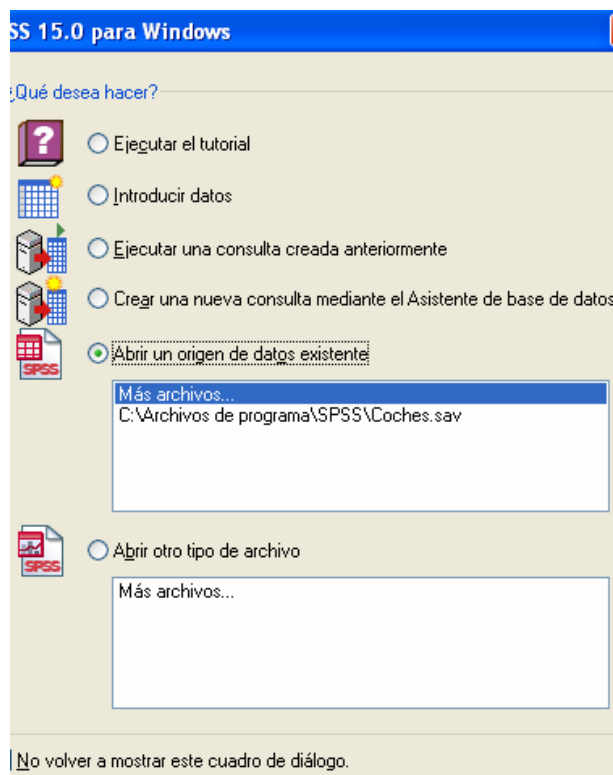 SS 15.0 para Windows
¿Qué desea hacer?
?
Ejecutar el tutorial
Introducir datos
Ejecutar una consulta creada anteriormente
Crear una nueva consulta mediante el Asistente de base de datos
SPSS
Abrir un origen de datos existente
Más archivos...
C:\Archivos de programa\SPSS\Coches.sav
SPSS
Abrir otro tipo de archivo
Más archivos...
No volver a mostrar este cuadro de diálogo.